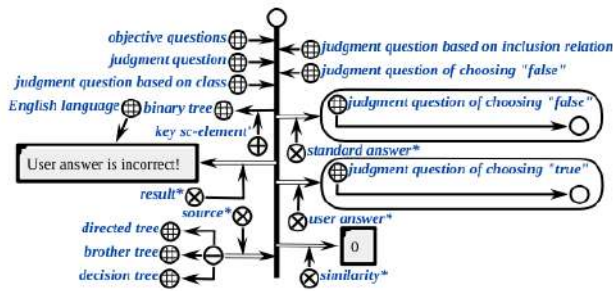 objective questions
judgment question based on inclusion relation
judgment question
judgment question of choosing "false"
judgment question based on class
English language
binary tree
judgment question of choosing "false"
key sc-element'
standard answer*
User answer is incorrect!
judgment question of choosing "true"
result*
source*
user answer*
directed tree
brother tree
0
decision tree
similarity*